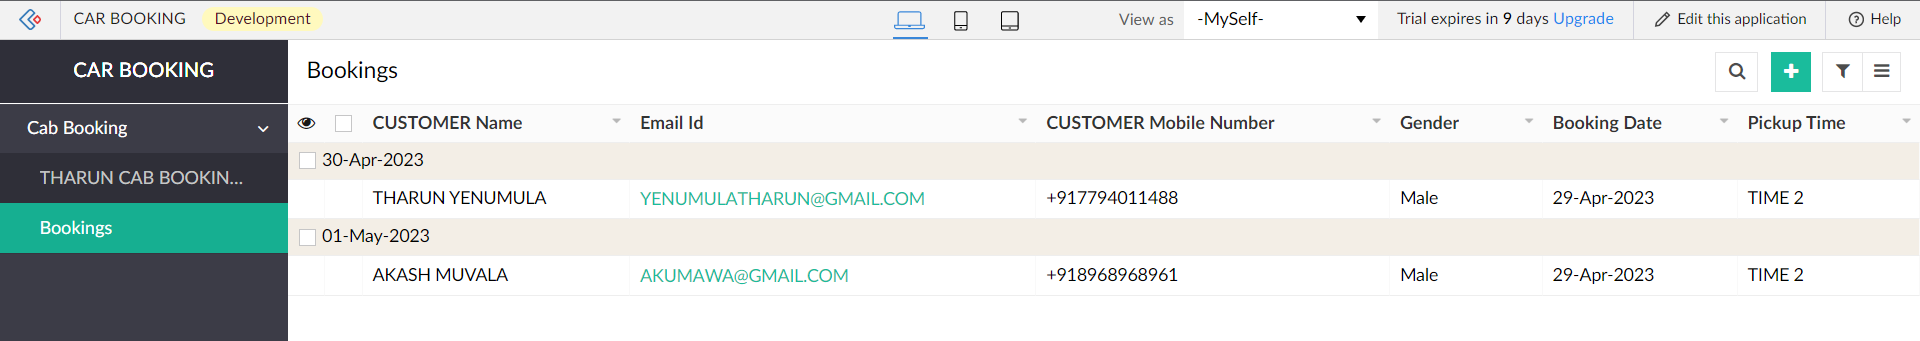 CAR BOOKING Development View as -MySelf- Trial expires in 9 days Upgrade Edit this application Help
CAR BOOKING
Cab Booking
THARUN CAB BOOKIN...
Bookings
Bookings
CUSTOMER Name Email Id CUSTOMER Mobile Number Gender Booking Date Pickup Time
30-Apr-2023
THARUN YENUMULA YENUMULATHARUN@GMAIL.COM +917794011488 Male 29-Apr-2023 TIME 2
01-May-2023
AKASH MUVALA AKUMAWA@GMAIL.COM +918968968961 Male 29-Apr-2023 TIME 2